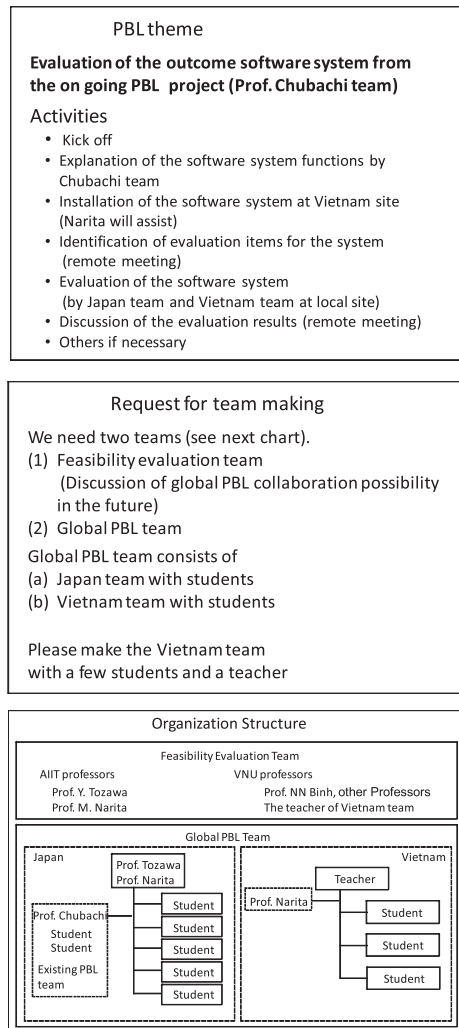 PBL theme
Evaluation of the outcome software system from
the on going PBL project (Prof. Chubachi team)
Activities
• Kick off
• Explanation of the software system functions by
Chubachi team
• Installation of the software system at Vietnam site
(Narita will assist)
• Identification of evaluation items for the system
(remote meeting)
• Evaluation of the software system
(by Japan team and Vietnam team at local site)
• Discussion of the evaluation results (remote meeting)
• Others if necessary
Request for team making
We need two teams (see next chart).
(1) Feasibility evaluation team
(Discussion of global PBL collaboration possibility
in the future)
(2) Global PBL team
Global PBL team consists of
(a) Japan team with students
(b) Vietnam team with students
Please make the Vietnam team
with a few students and a teacher
Organization Structure
Feasibility Evaluation Team
AIIT professors
Prof. Y. Tozawa
Prof. M. Narita
VNU professors
Prof. NN Binh, other Professors
The teacher of Vietnam team
Global PBL Team
Japan
Prof. Tozawa
Prof. Narita
Prof. Chubachi
Student
Student
Existing PBL
team
Student
Student
Student
Student
Student
Vietnam
Teacher
Prof. Narita
Student
Student
Student